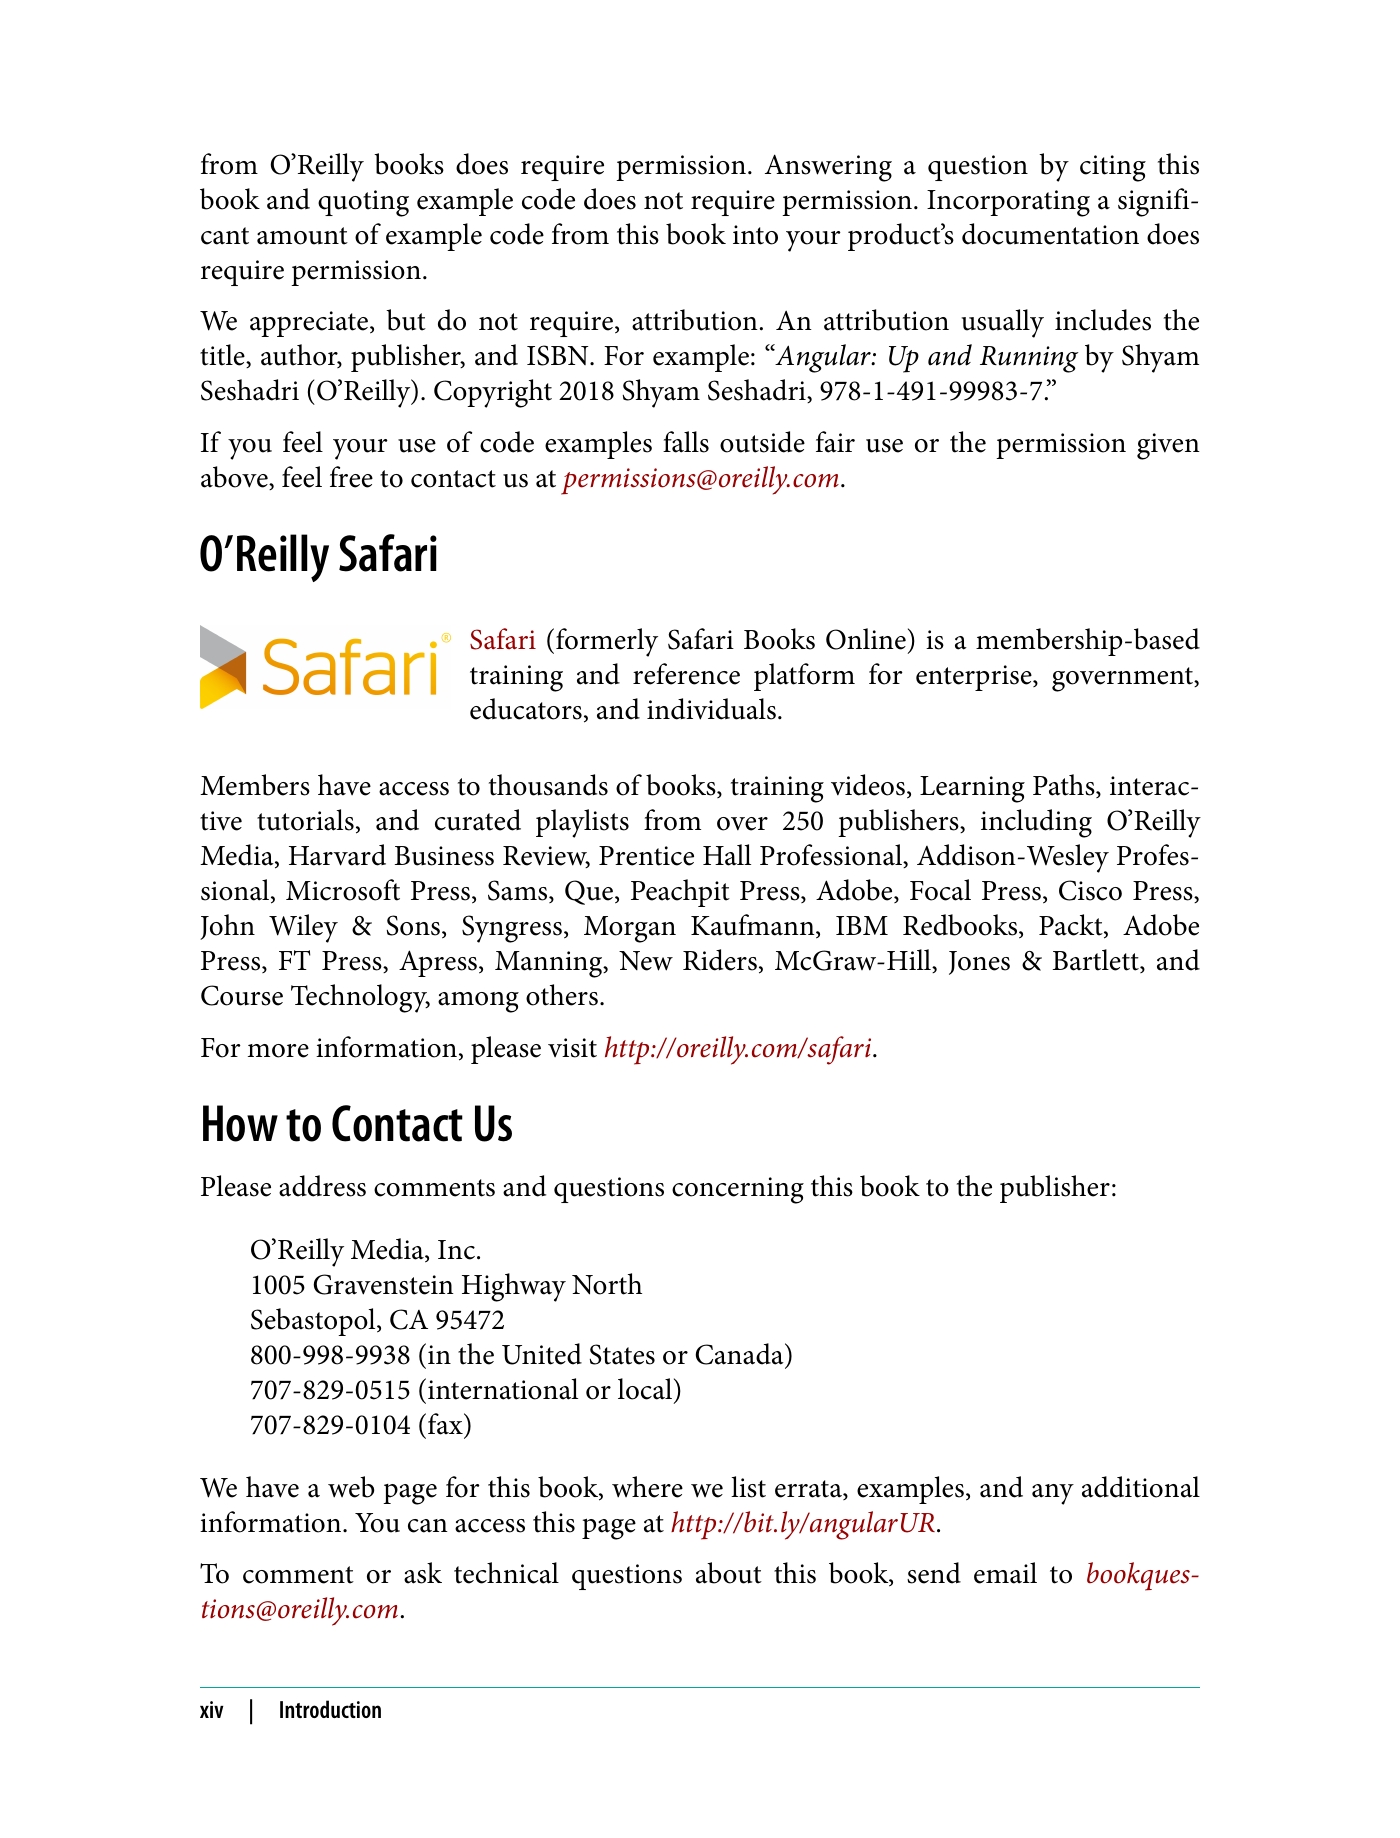 from O’Reilly books does require permission. Answering a question by citing this
book and quoting example code does not require permission. Incorporating a signifi-
cant amount of example code from this book into your product’s documentation does
require permission.
We appreciate, but do not require, attribution. An attribution usually includes the
title, author, publisher, and ISBN. For example: “Angular: Up and Running by Shyam
Seshadri (O’Reilly). Copyright 2018 Shyam Seshadri, 978-1-491-99983-7.”
If you feel your use of code examples falls outside fair use or the permission given
above, feel free to contact us at permissions@oreilly.com.
O’Reilly Safari
Safari®
Safari (formerly Safari Books Online) is a membership-based
training and reference platform for enterprise, government,
educators, and individuals.
Members have access to thousands of books, training videos, Learning Paths, interac-
tive tutorials, and curated playlists from over 250 publishers, including O’Reilly
Media, Harvard Business Review, Prentice Hall Professional, Addison-Wesley Profes-
sional, Microsoft Press, Sams, Que, Peachpit Press, Adobe, Focal Press, Cisco Press,
John Wiley & Sons, Syngress, Morgan Kaufmann, IBM Redbooks, Packt, Adobe
Press, FT Press, Apress, Manning, New Riders, McGraw-Hill, Jones & Bartlett, and
Course Technology, among others.
For more information, please visit http://oreilly.com/safari.
How to Contact Us
Please address comments and questions concerning this book to the publisher:
O’Reilly Media, Inc.
1005 Gravenstein Highway North
Sebastopol, CA 95472
800-998-9938 (in the United States or Canada)
707-829-0515 (international or local)
707-829-0104 (fax)
We have a web page for this book, where we list errata, examples, and any additional
information. You can access this page at http://bit.ly/angularUR.
To comment or ask technical questions about this book, send email to bookques-
tions@oreilly.com.
xiv | Introduction